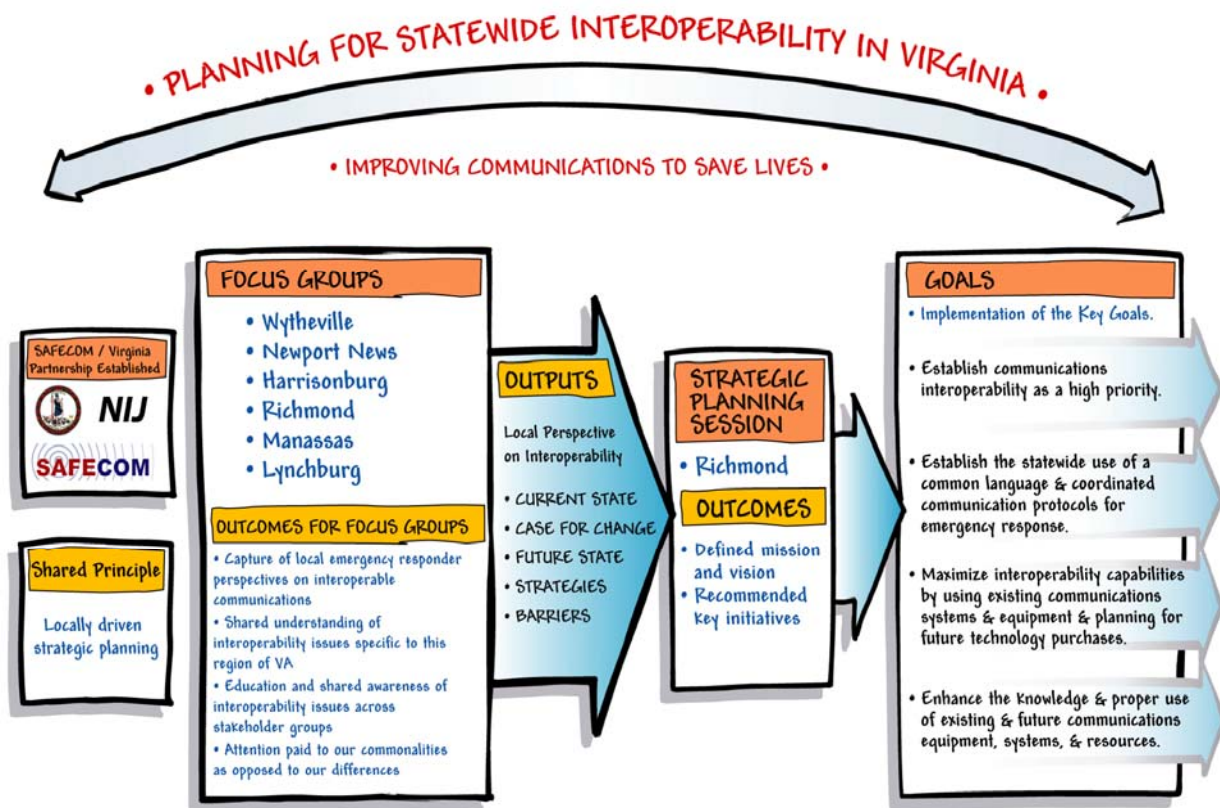 • PLANNING FOR STATEWIDE INTEROPERABILITY IN VIRGINIA •
• IMPROVING COMMUNICATIONS TO SAVE LIVES •
SAFECOM / Virginia
Partnership Established
NIJ
SAFECOM
Shared Principle
Locally driven
strategic planning
FOCUS GROUPS
• Wytheville
• Newport News
• Harrisonburg
• Richmond
• Manassas
• Lynchburg
OUTCOMES FOR FOCUS GROUPS
• Capture of local emergency responder
perspectives on interoperable
communications
• Shared understanding of
interoperability issues specific to this
region of VA
• Education and shared awareness of
interoperability issues across
stakeholder groups
• Attention paid to our commonalities
as opposed to our differences
OUTPUTS
Local Perspective
on Interoperability
• CURRENT STATE
• CASE FOR CHANGE
• FUTURE STATE
• STRATEGIES
• BARRIERS
STRATEGIC
PLANNING
SESSION
• Richmond
OUTCOMES
• Defined mission
and vision
• Recommended
key initiatives
GOALS
• Implementation of the Key Goals.
• Establish communications
interoperability as a high priority.
• Establish the statewide use of a
common language & coordinated
communication protocols for
emergency response.
• Maximize interoperability capabilities
by using existing communications
systems & equipment & planning for
future technology purchases.
• Enhance the knowledge & proper use
of existing & future communications
equipment, systems, & resources.